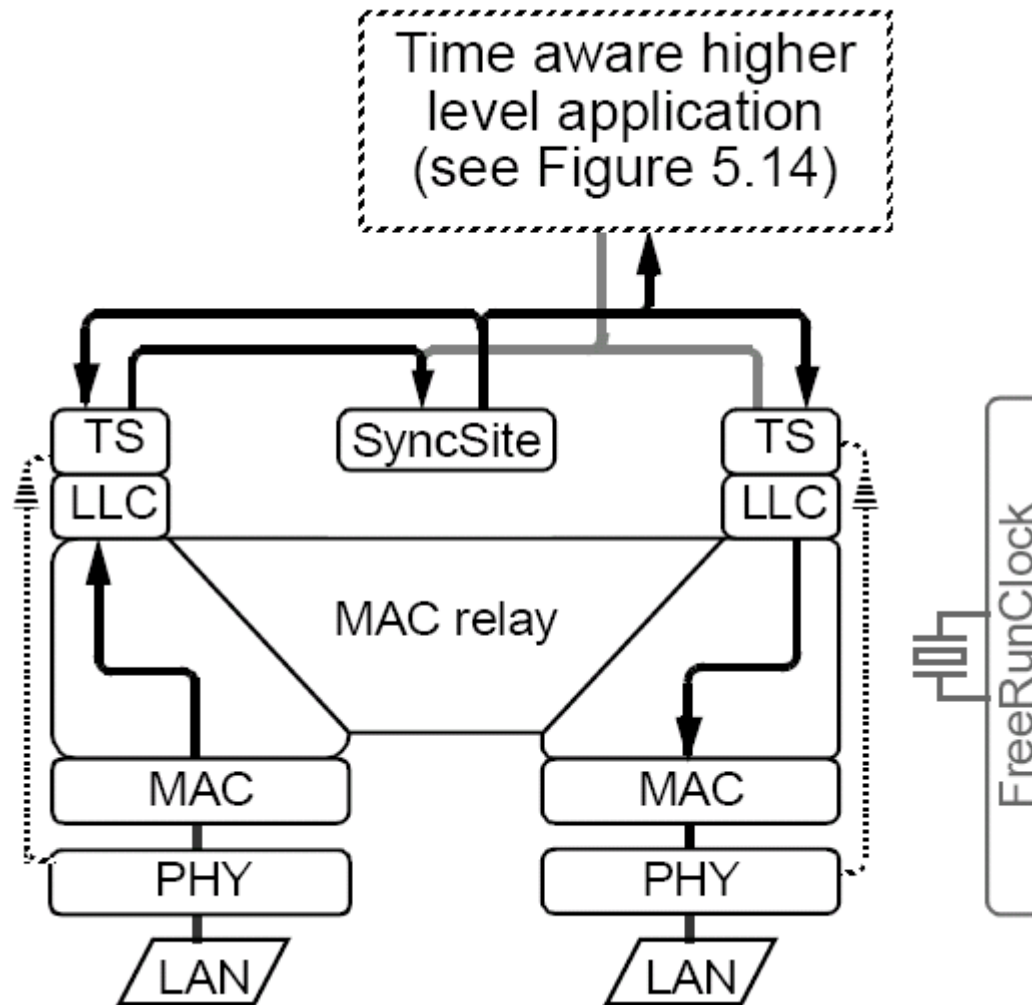 Time aware higher
level application
(see Figure 5.14)
TS
SyncSite
TS
LLC
LLC
MAC relay
FreeRunClock
MAC
MAC
PHY
PHY
LAN
LAN